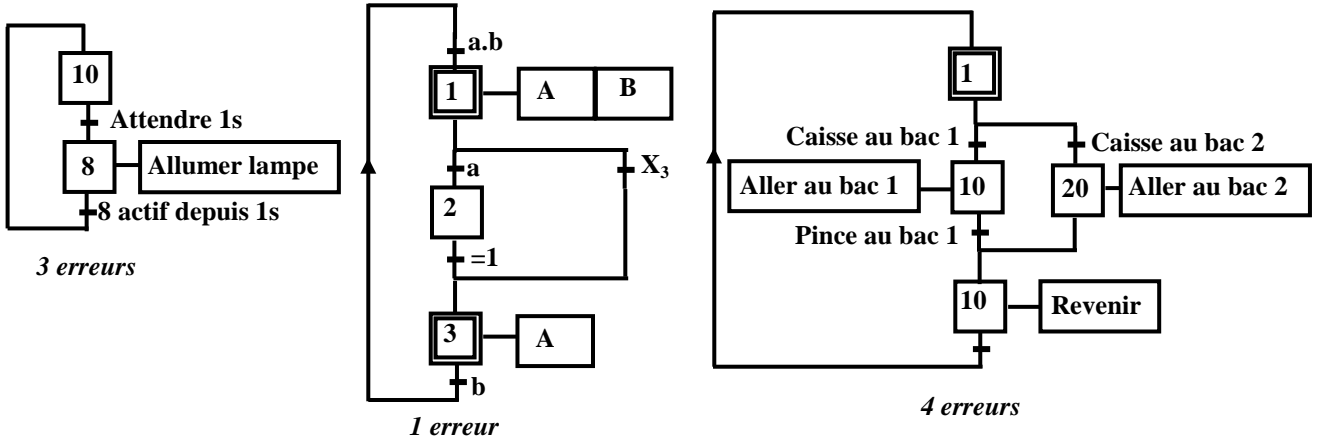 10
Attendre 1s
8
Allumer lampe
8 actif depuis 1s
3 erreurs
a.b
1
A
B
a
X3
2
=1
3
A
b
1 erreur
1
Caisse au bac 1
Caisse au bac 2
Aller au bac 1
10
20
Aller au bac 2
Pince au bac 1
10
Revenir
4 erreurs